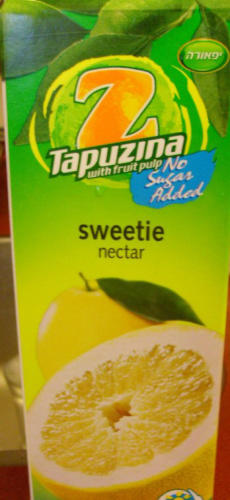 יפאורה
Z
Tapuzina
with fruit pulp
No
Sugar
Added
sweetie
nectar